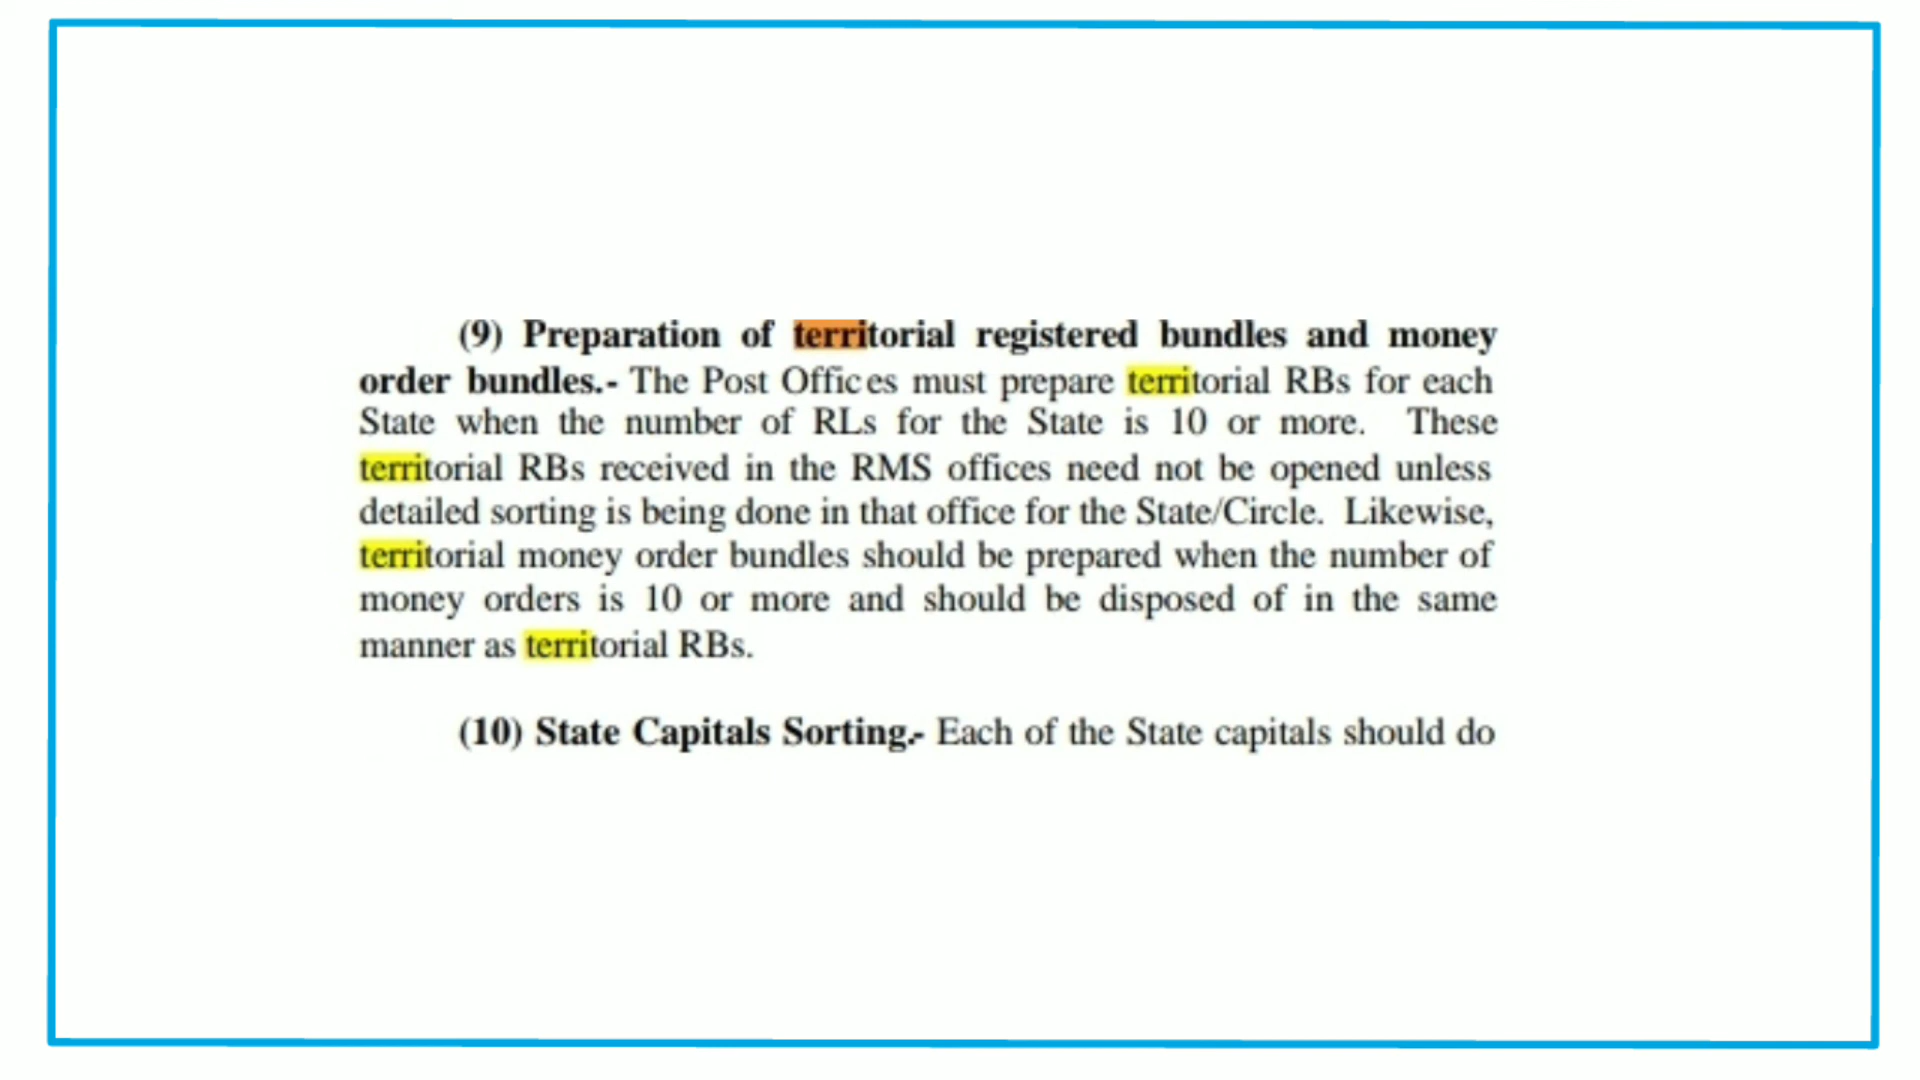 (9) Preparation of territorial registered bundles and money
order bundles.- The Post Offices must prepare territorial RBs for each
State when the number of RLs for the State is 10 or more. These
territorial RBs received in the RMS offices need not be opened unless
detailed sorting is being done in that office for the State/Circle. Likewise,
territorial money order bundles should be prepared when the number of
money orders is 10 or more and should be disposed of in the same
manner as territorial RBs.
(10) State Capitals Sorting.- Each of the State capitals should do